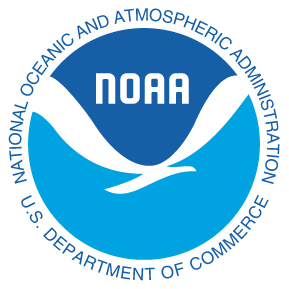 NATIONAL OCEANIC AND ATMOSPHERIC ADMINISTRATION
NOAA
U.S. DEPARTMENT OF COMMERCE